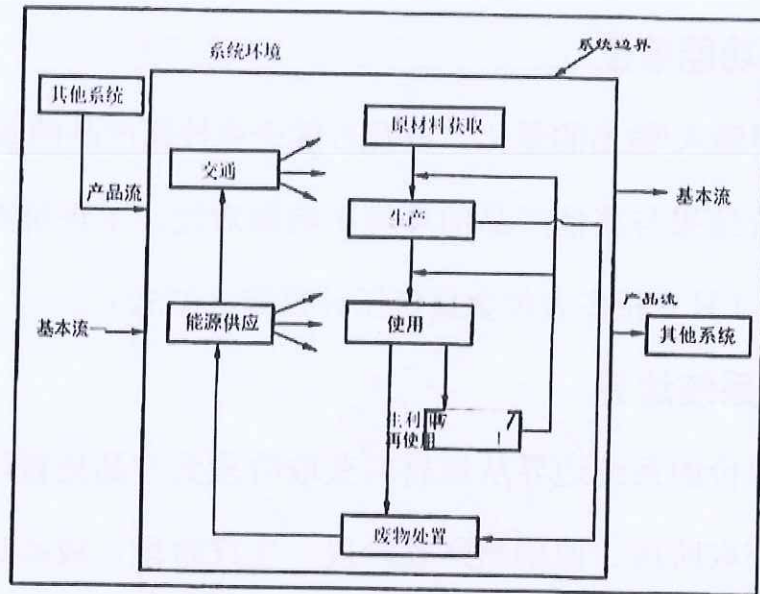 系统环境
系统边界
其他系统
原材料获取
交通
产品流
基本流
生产
产品流
基本流
能源供应
使用
其他系统
再使用
废物处置